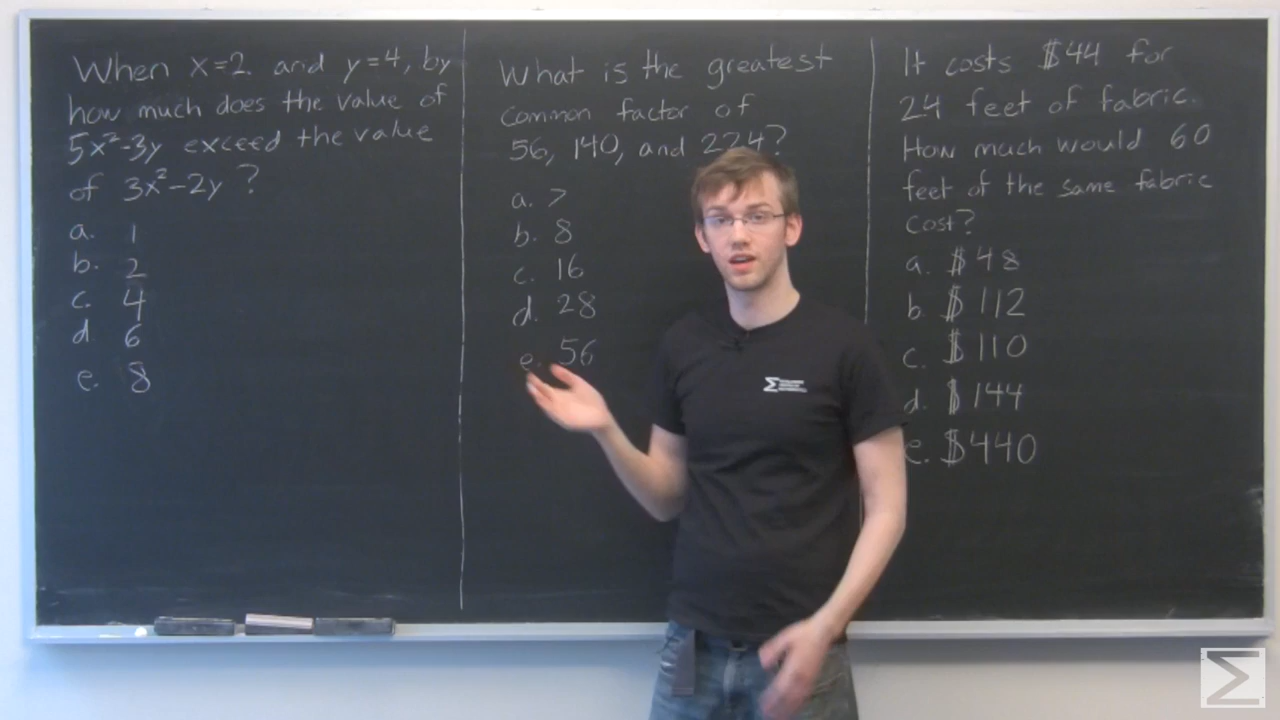 When x=2 and y=4, by
how much does the value of
5x²-3y exceed the value
of 3x²-2y ?
a. 1
b. 2
c. 4
d 6
e. 8
What is the greatest
common factor of
56, 140, and 224?
a. 7
b. 8
c. 16
d. 28
e. 56
It costs $44 for
24 feet of fabric.
How much would 60
feet of the same fabric
cost?
a. $48
b. $112
c. $110
d. $144
e. $440
Σ
Σ